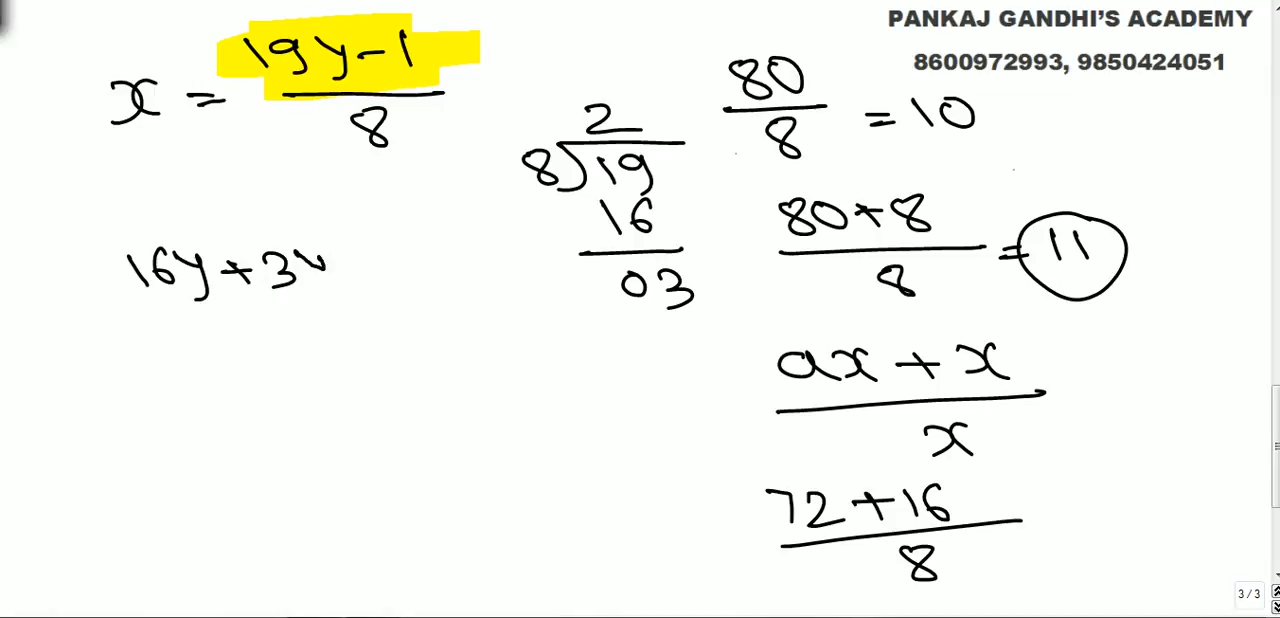 PANKAJ GANDHI'S ACADEMY
8600972993, 9850424051
x = 19y-1
8
80
8 = 10
2
8)19
16
03
80+8
8 = 11
16y+3y
ax + x
x
72+16
8
3 / 3